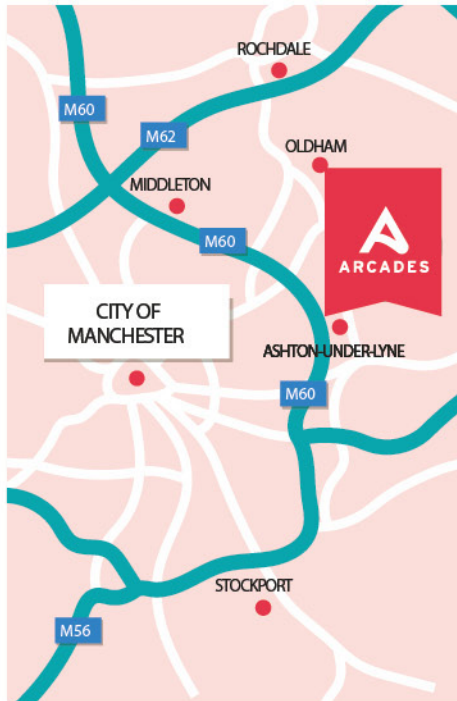 ROCHDALE
M60
M62
OLDHAM
MIDDLETON
M60
ARCADES
CITY OF
MANCHESTER
ASHTON-UNDER-LYNE
M60
STOCKPORT
M56